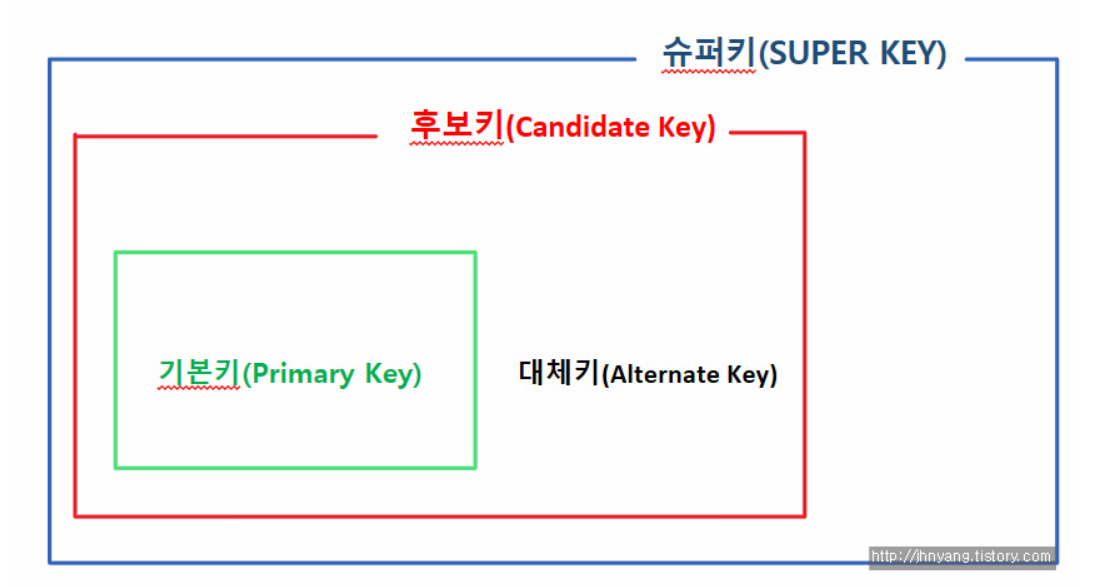 슈퍼키(SUPER KEY)
후보키(Candidate Key)
기본키(Primary Key)
대체키(Alternate Key)
http://jhnyang.tistory.com